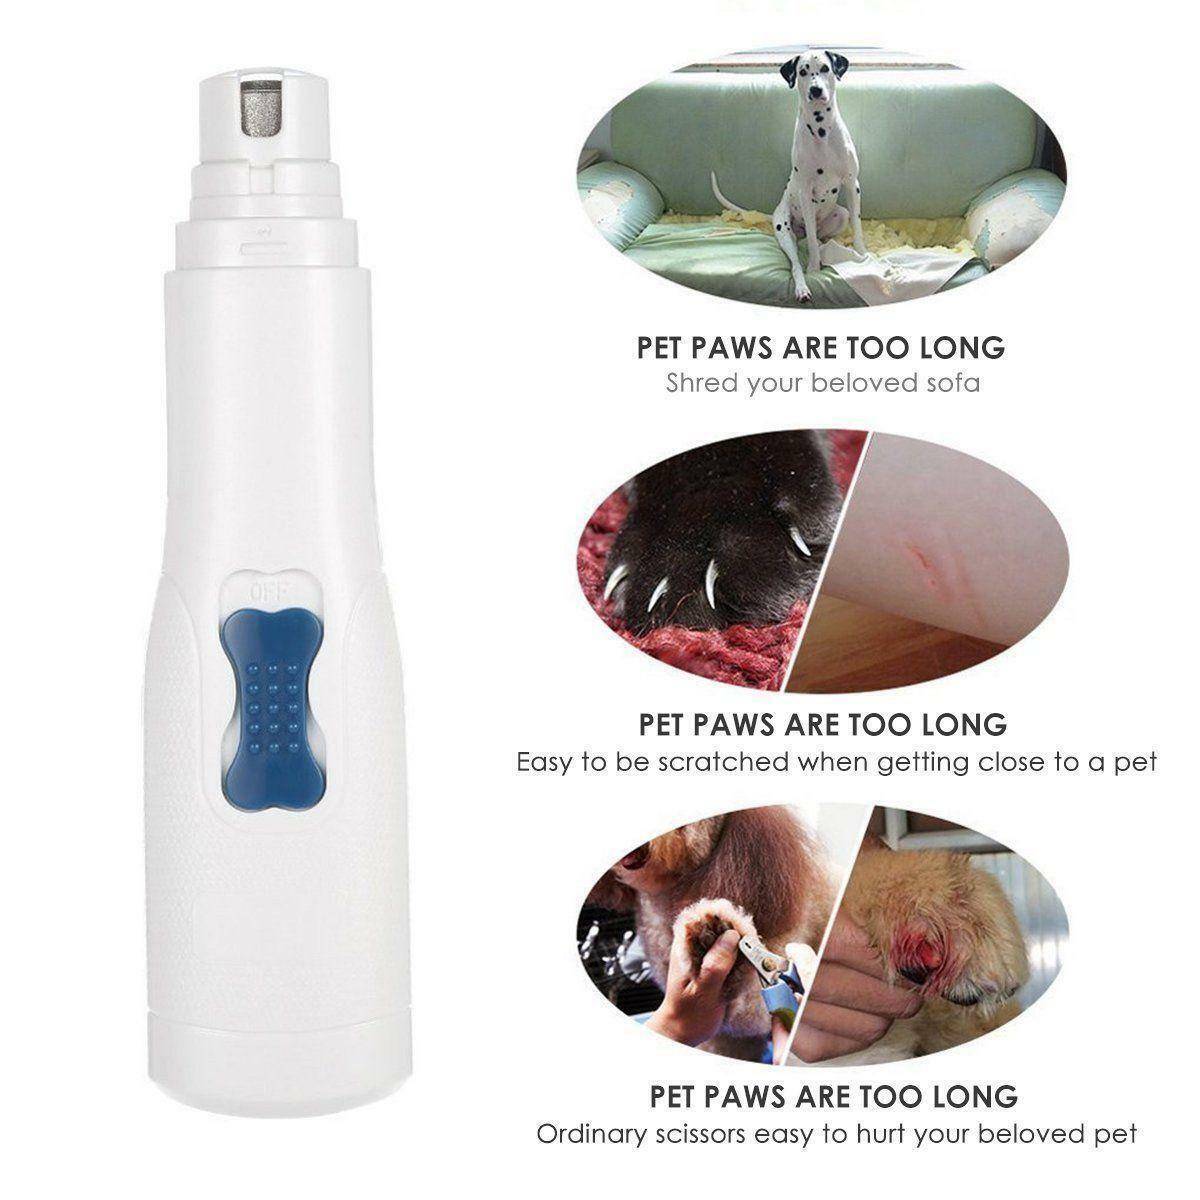 OFF
PET PAWS ARE TOO LONG
Shred your beloved sofa
PET PAWS ARE TOO LONG
Easy to be scratched when getting close to a pet
PET PAWS ARE TOO LONG
Ordinary scissors easy to hurt your beloved pet